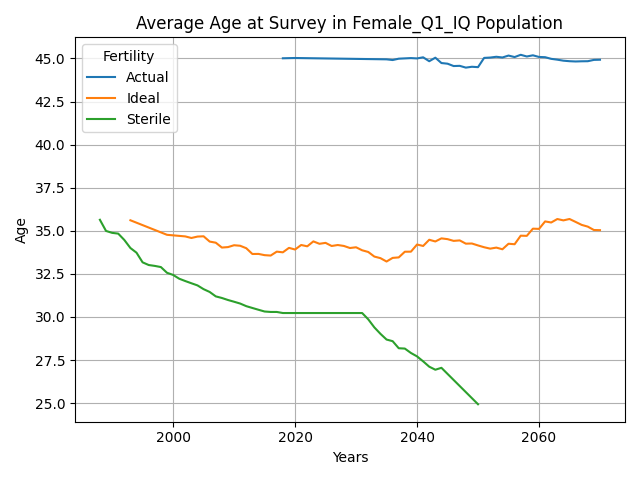 Average Age at Survey in Female_Q1_IQ Population
Fertility
Actual
Ideal
Sterile
45.0
42.5
40.0
37.5
35.0
32.5
30.0
27.5
25.0
Age
2000
2020
2040
2060
Years